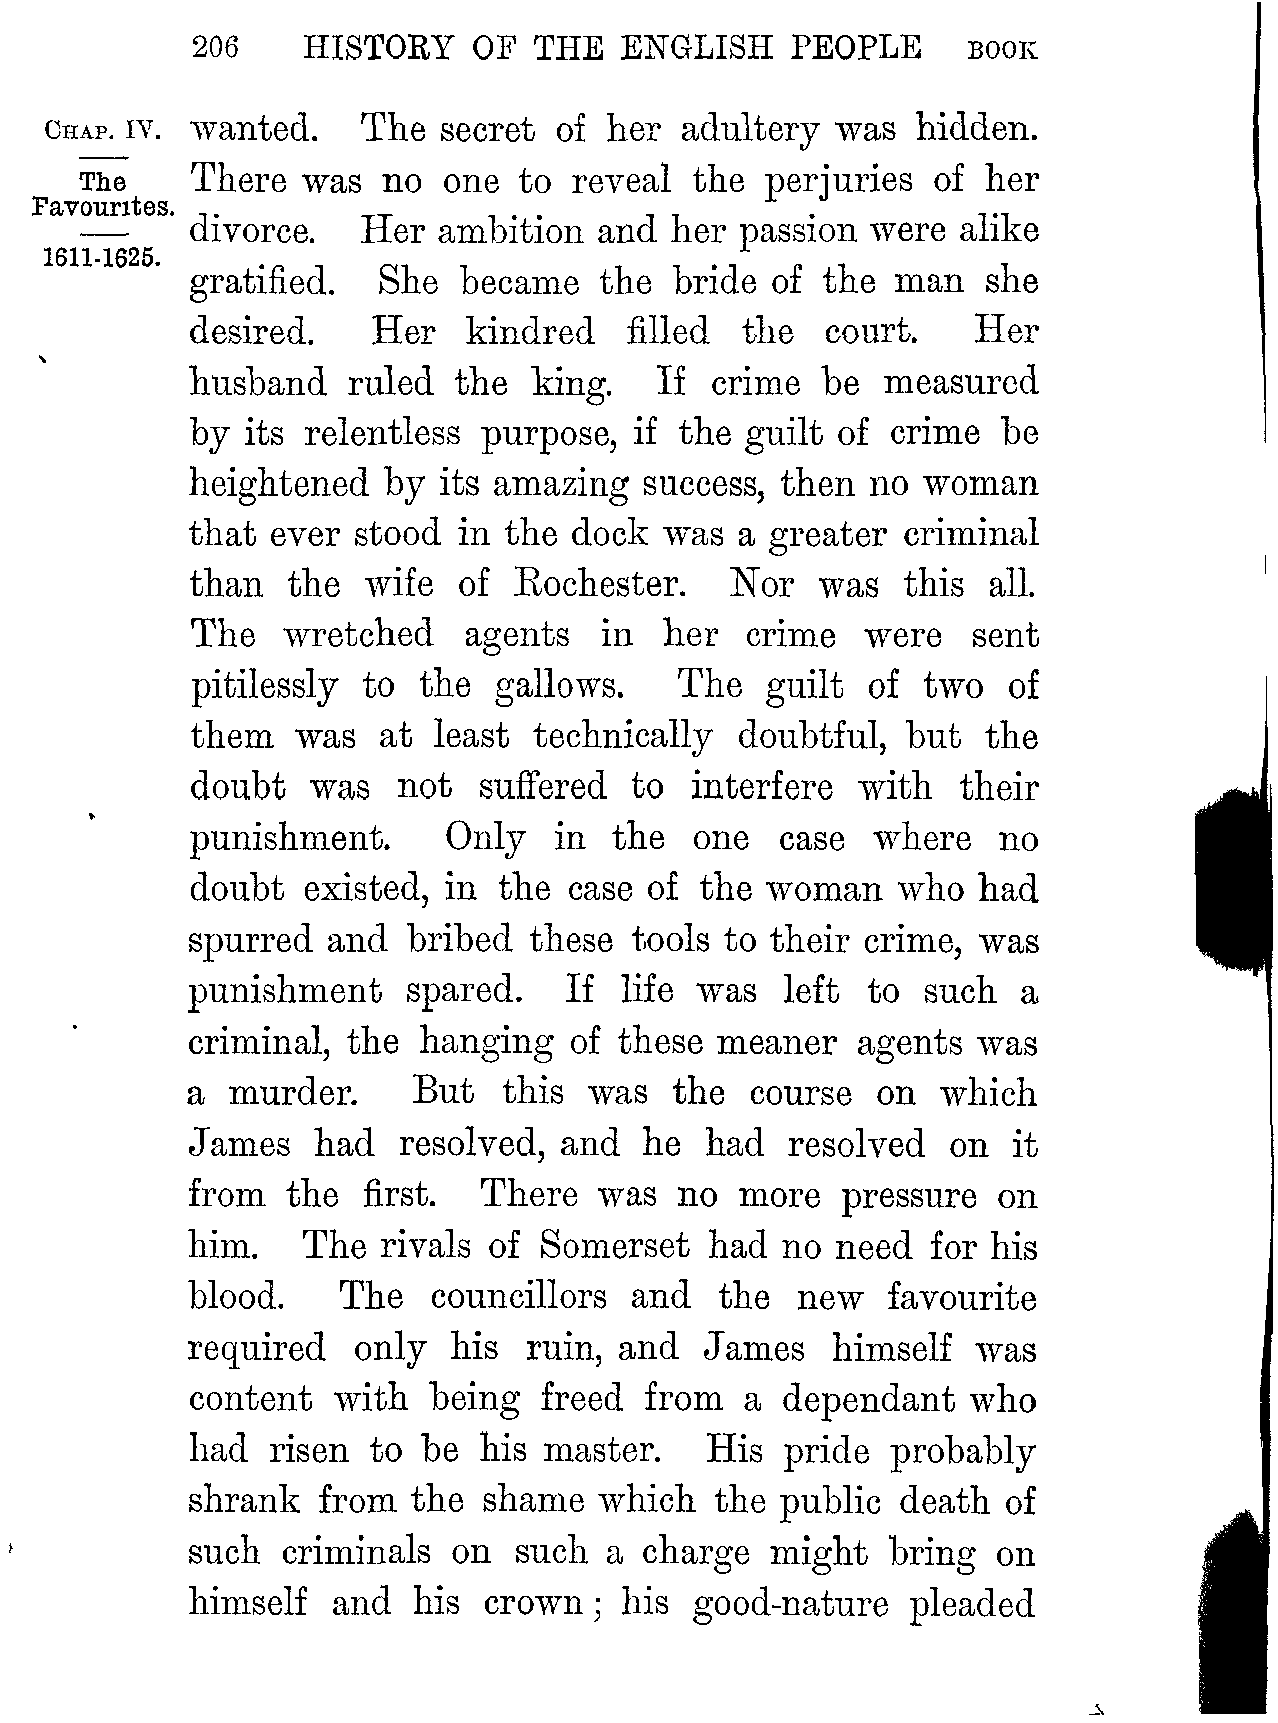 206 HISTORY OF THE ENGLISH PEOPLE BOOK
CHAP. IV.
The
Favourites.
1611-1625.
wanted. The secret of her adultery was hidden.
There was no one to reveal the perjuries of her
divorce. Her ambition and her passion were alike
gratified. She became the bride of the man she
desired. Her kindred filled the court. Her
husband ruled the king. If crime be measured
by its relentless purpose, if the guilt of crime be
heightened by its amazing success, then no woman
that ever stood in the dock was a greater criminal
than the wife of Rochester. Nor was this all.
The wretched agents in her crime were sent
pitilessly to the gallows. The guilt of two of
them was at least technically doubtful, but the
doubt was not suffered to interfere with their
punishment. Only in the one case where no
doubt existed, in the case of the woman who had
spurred and bribed these tools to their crime, was
punishment spared. If life was left to such a
criminal, the hanging of these meaner agents was
a murder. But this was the course on which
James had resolved, and he had resolved on it
from the first. There was no more pressure on
him. The rivals of Somerset had no need for his
blood. The councillors and the new favourite
required only his ruin, and James himself was
content with being freed from a dependant who
had risen to be his master. His pride probably
shrank from the shame which the public death of
such criminals on such a charge might bring on
himself and his crown ; his good-nature pleaded